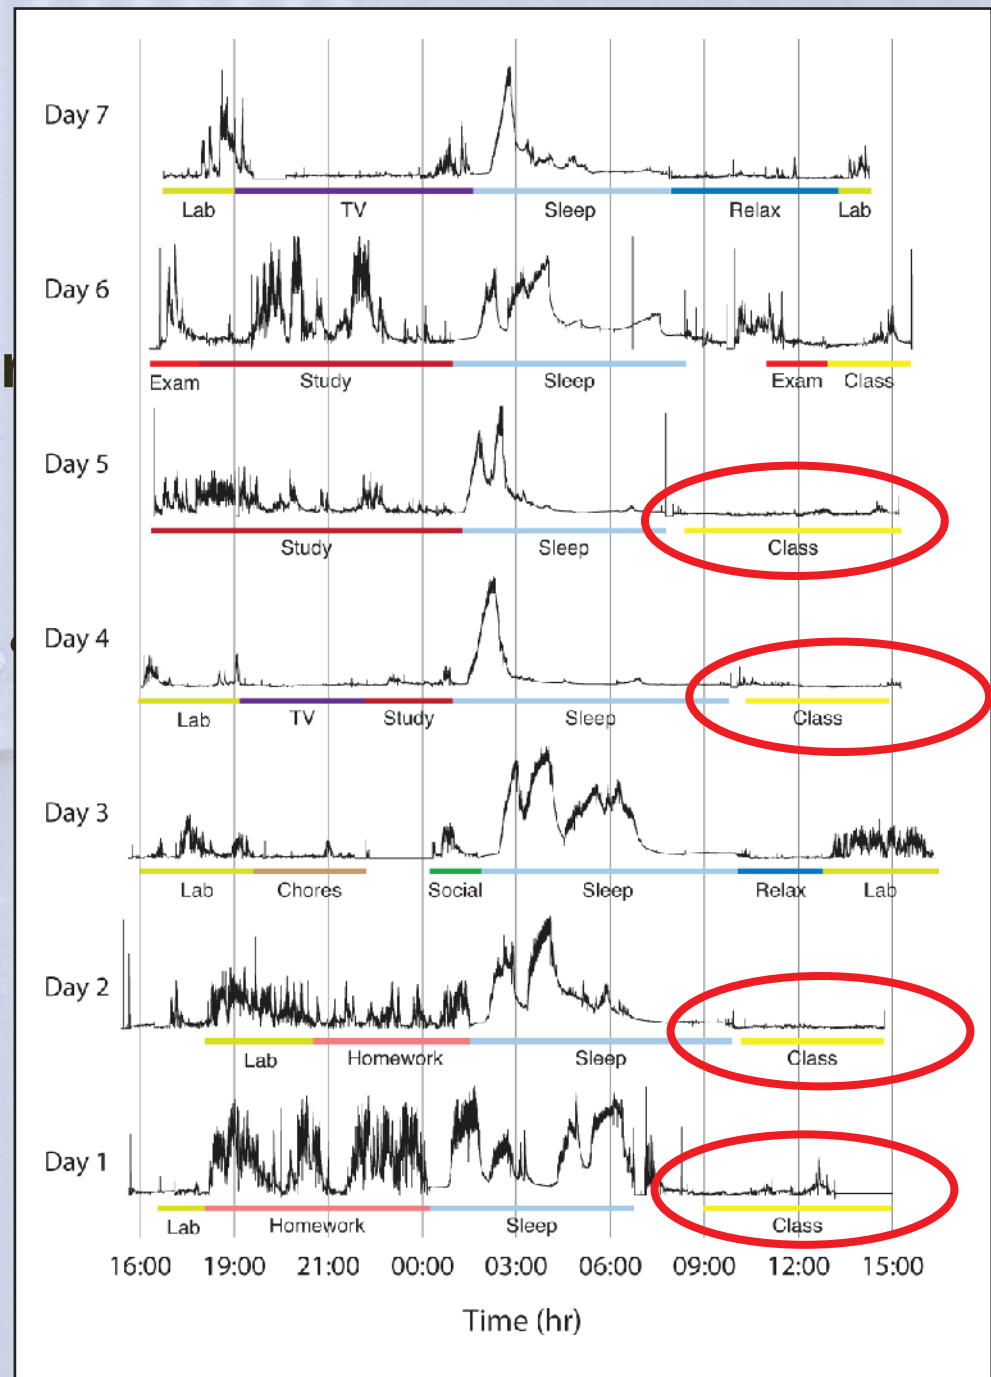 Day 7
Lab TV Sleep Relax Lab
Day 6
Exam Study Sleep Exam Class
Day 5
Study Sleep Class
Day 4
Lab TV Study Sleep Class
Day 3
Lab Chores Social Sleep Relax Lab
Day 2
Lab Homework Sleep Class
Day 1
Lab Homework Sleep Class
16:00 19:00 21:00 00:00 03:00 06:00 09:00 12:00 15:00
Time (hr)